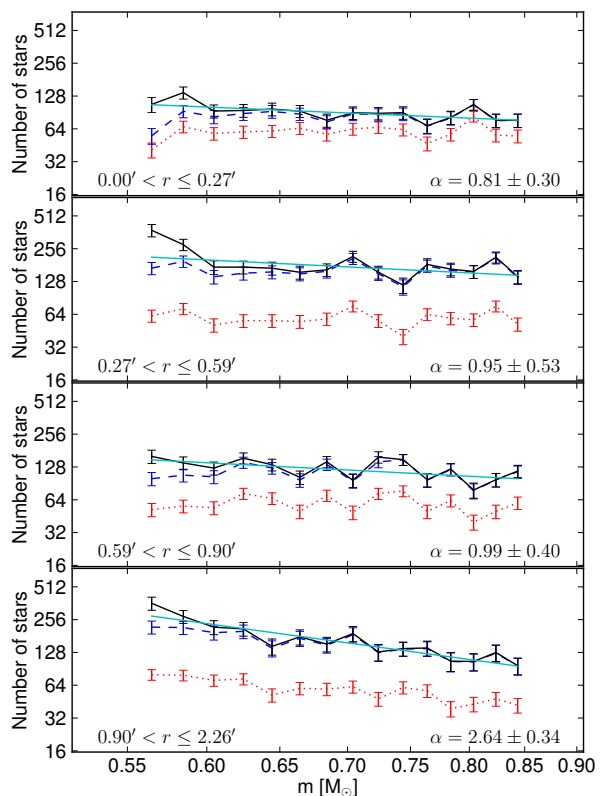 512
256
128
64
32
16
Number of stars
0.00′ < r ≤ 0.27′
α = 0.81 ± 0.30
512
256
128
64
32
16
Number of stars
0.27′ < r ≤ 0.59′
α = 0.95 ± 0.53
512
256
128
64
32
16
Number of stars
0.59′ < r ≤ 0.90′
α = 0.99 ± 0.40
512
256
128
64
32
16
Number of stars
0.90′ < r ≤ 2.26′
α = 2.64 ± 0.34
0.55 0.60 0.65 0.70 0.75 0.80 0.85 0.90
m [M⊙]